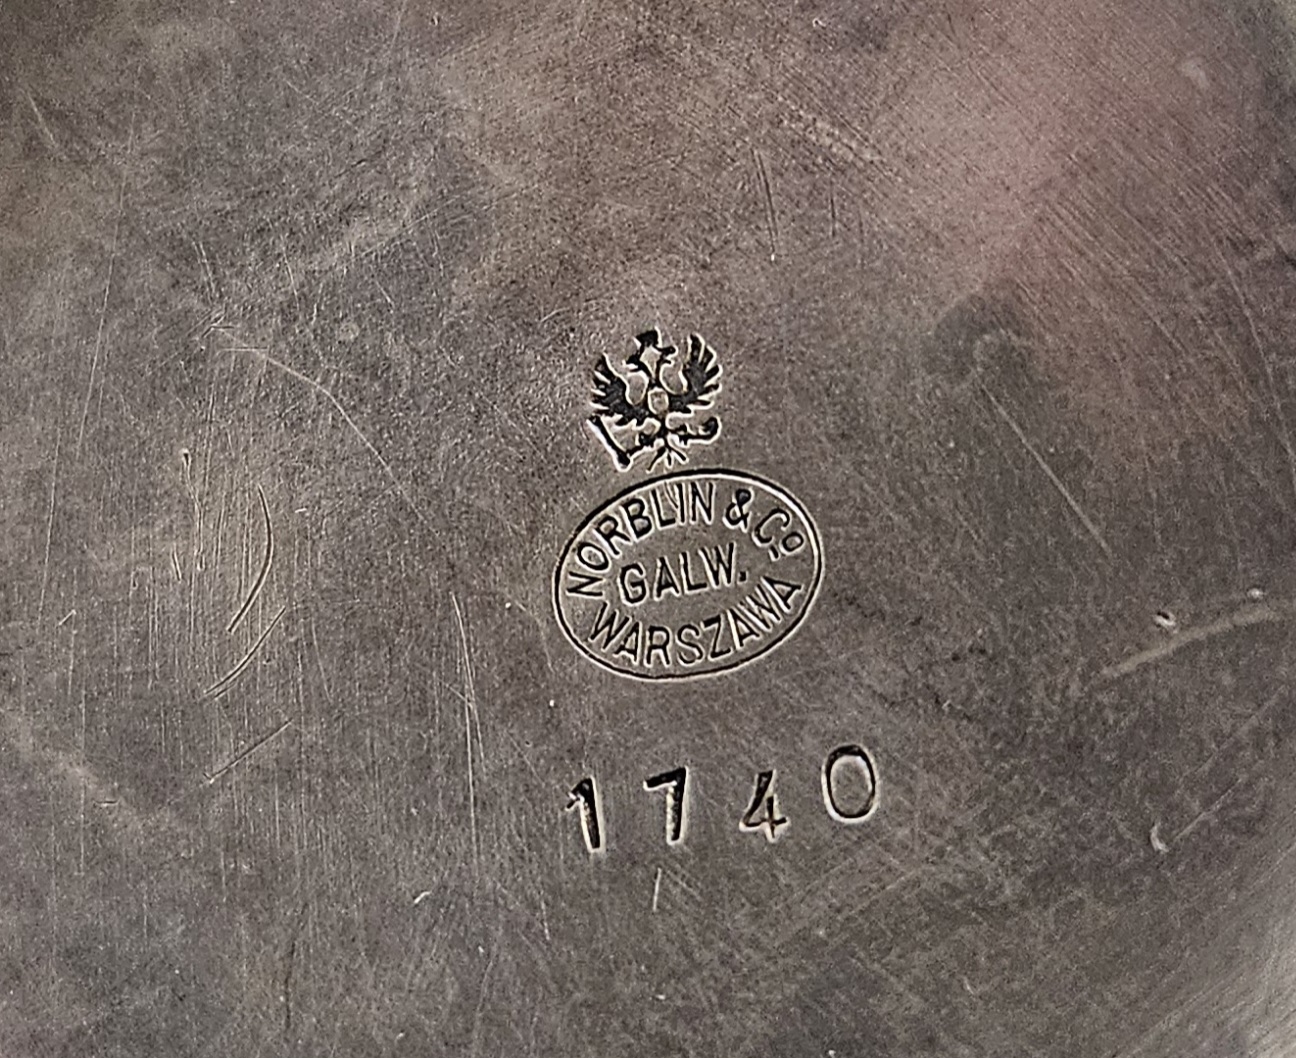 NORBLIN & Co
GALW.
WARSZAWA
1740